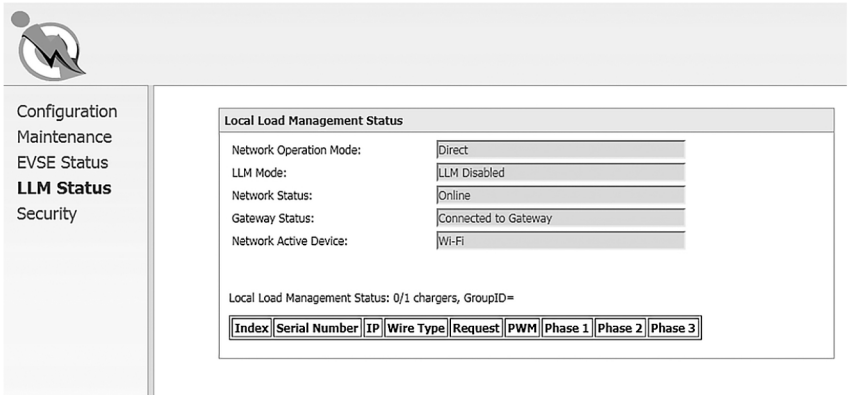 Configuration
Maintenance
EVSE Status
LLM Status
Security
Local Load Management Status
Network Operation Mode: Direct
LLM Mode: LLM Disabled
Network Status: Online
Gateway Status: Connected to Gateway
Network Active Device: Wi-Fi
Local Load Management Status: 0/1 chargers, GroupID=
Index Serial Number IP Wire Type Request PWM Phase 1 Phase 2 Phase 3